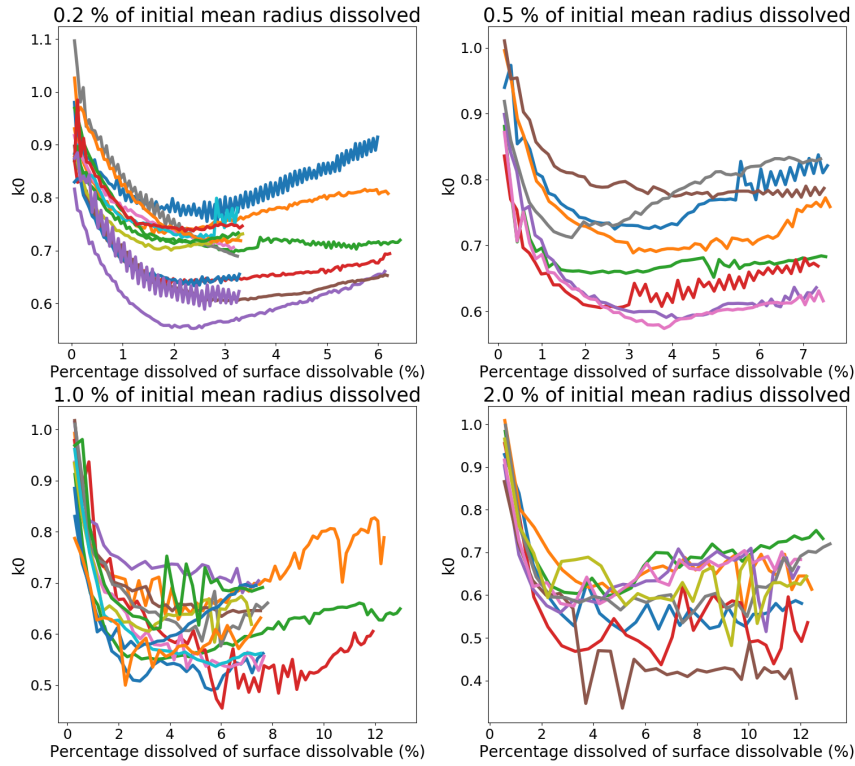 0.2 % of initial mean radius dissolved
1.1
1.0
0.9
0.8
0.7
0.6
k0
0 1 2 3 4 5 6
Percentage dissolved of surface dissolvable (%)
0.5 % of initial mean radius dissolved
1.0
0.9
0.8
0.7
0.6
k0
0 1 2 3 4 5 6 7
Percentage dissolved of surface dissolvable (%)
1.0 % of initial mean radius dissolved
1.0
0.9
0.8
0.7
0.6
0.5
k0
0 2 4 6 8 10 12
Percentage dissolved of surface dissolvable (%)
2.0 % of initial mean radius dissolved
1.0
0.9
0.8
0.7
0.6
0.5
0.4
k0
0 2 4 6 8 10 12
Percentage dissolved of surface dissolvable (%)